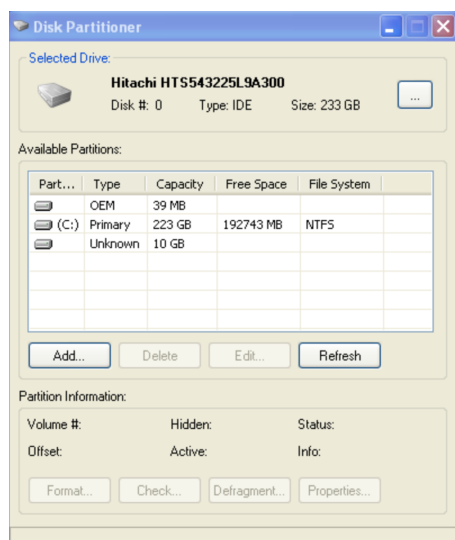 Disk Partitioner
Selected Drive:
Hitachi HTS543225L9A300
Disk #: 0 Type: IDE Size: 233 GB
...
Available Partitions:
Part... Type Capacity Free Space File System
OEM 39 MB
(C:) Primary 223 GB 192743 MB NTFS
Unknown 10 GB
Add... Delete Edit... Refresh
Partition Information:
Volume #: Hidden: Status:
Offset: Active: Info:
Format... Check... Defragment... Properties...